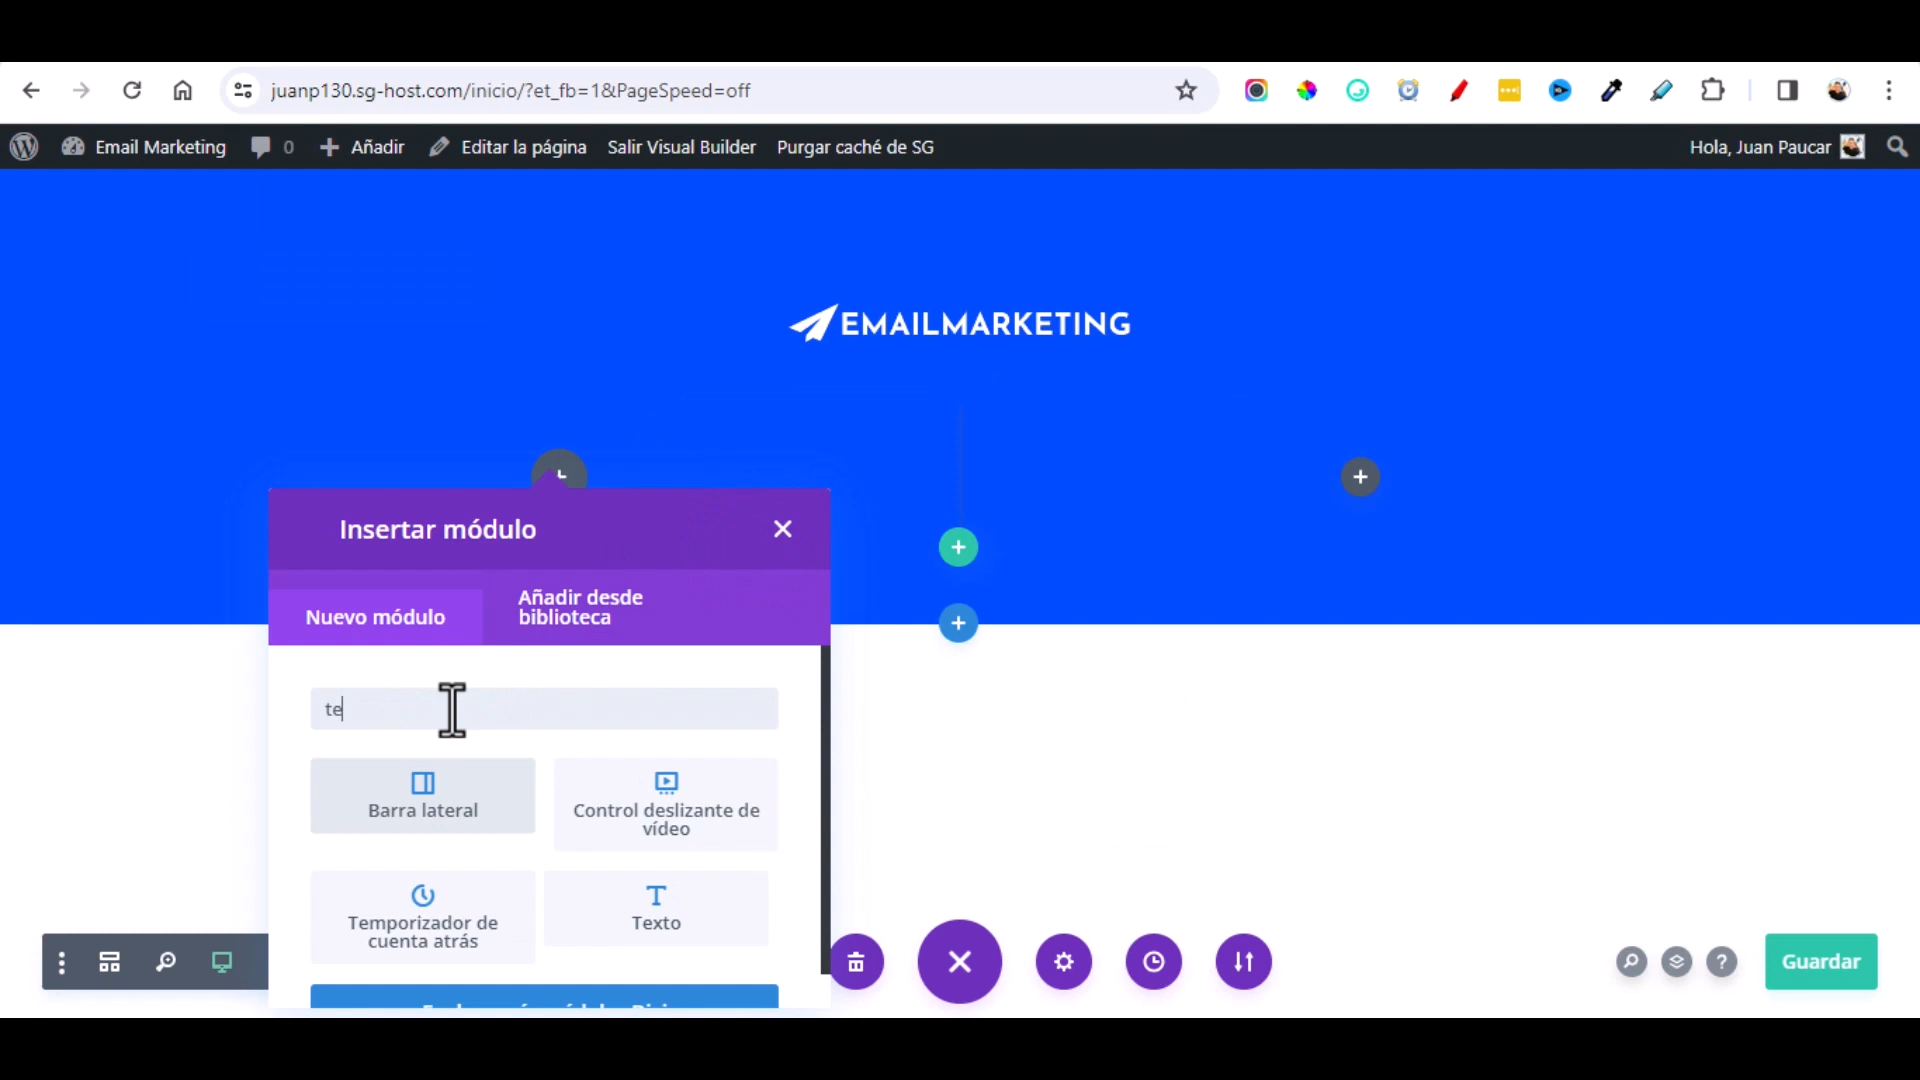 juanp130.sg-host.com/inicio/?et_fb=1&PageSpeed=off
Email Marketing 0 Añadir Editar la página Salir Visual Builder Purgar caché de SG Hola, Juan Paucar
EMAILMARKETING
Insertar módulo
Nuevo módulo
Añadir desde
biblioteca
te
Barra lateral
Control deslizante de
vídeo
Temporizador de
cuenta atrás
Texto
Guardar